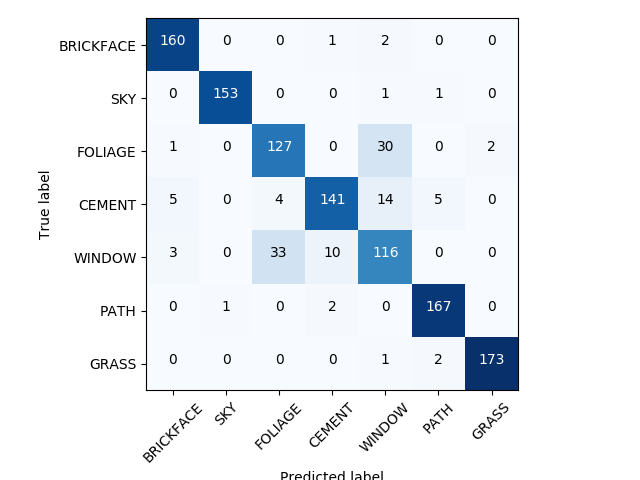 BRICKFACE 160 0 0 1 2 0 0
SKY 0 153 0 0 1 1 0
FOLIAGE 1 0 127 0 30 0 2
CEMENT 5 0 4 141 14 5 0
WINDOW 3 0 33 10 116 0 0
PATH 0 1 0 2 0 167 0
GRASS 0 0 0 0 1 2 173
True label
BRICKFACE SKY FOLIAGE CEMENT WINDOW PATH GRASS
Predicted label